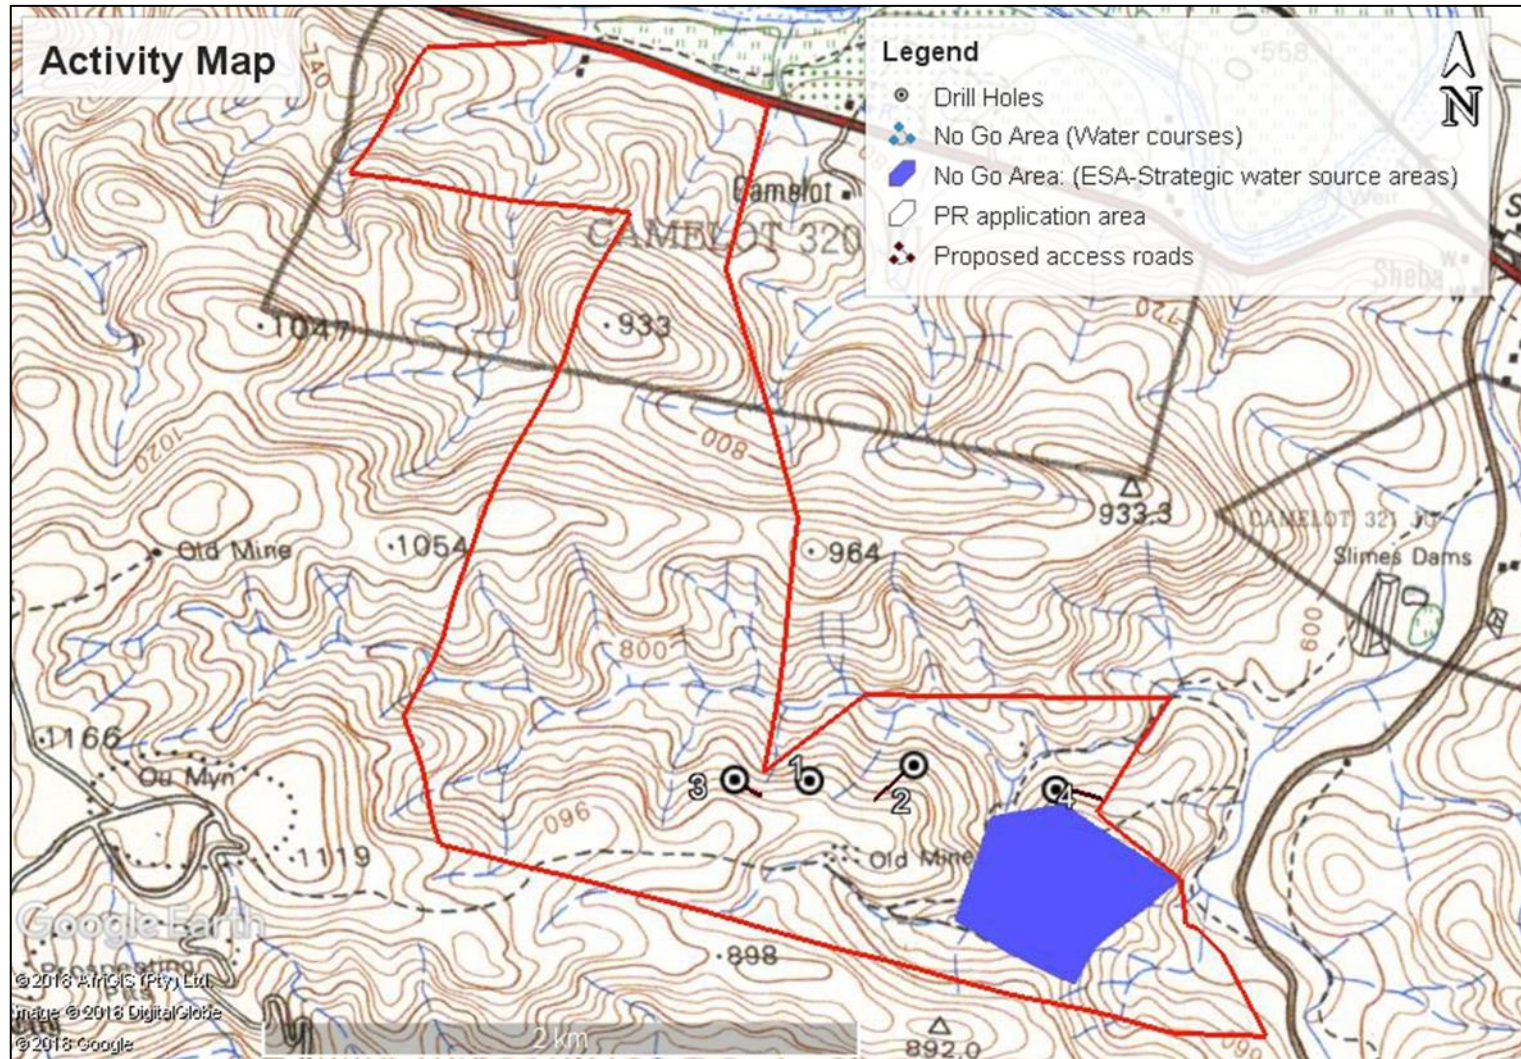 Activity Map
Legend
Drill Holes
No Go Area (Water courses)
No Go Area: (ESA-Strategic water source areas)
PR application area
Proposed access roads
N
740
558
Weir
Camelot
CAMELOT 320
Sheba
720
1047
933
1020
800
933.3
CAMELOT 321 JU
Old Mine
1054
964
Slimes Dams
800
600
1166
Ou Myn
3
1
2
4
960
1119
Old Mine
Google Earth
898
Prospecting
Pits
©2018 AfriGIS (Pty) Ltd.
Image © 2018 DigitalGlobe
©2018 Google
2 km
892,0